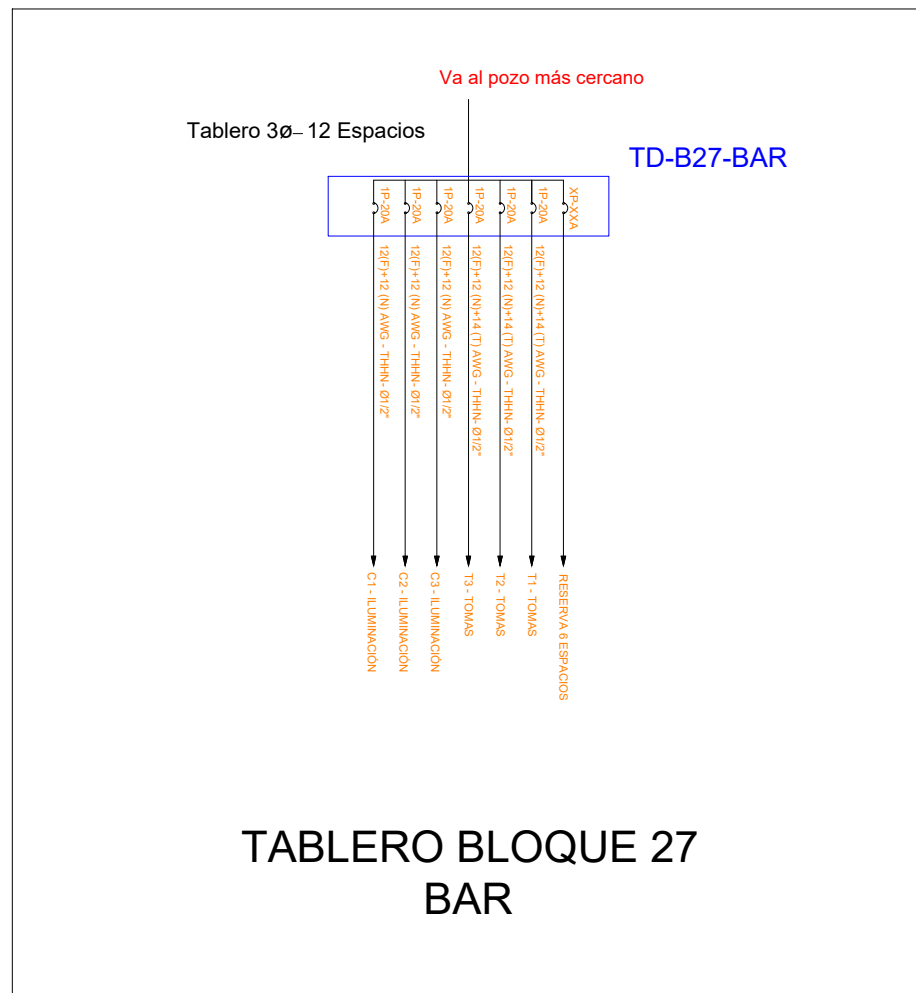 Va al pozo más cercano
Tablero 3ø– 12 Espacios
TD-B27-BAR
1P-20A
1P-20A
1P-20A
1P-20A
1P-20A
1P-20A
XP-XXA
12(F)+12 (N) AWG - THHN- Ø1/2"
12(F)+12 (N) AWG - THHN- Ø1/2"
12(F)+12 (N) AWG - THHN- Ø1/2"
12(F)+12 (N)+14 (T) AWG - THHN- Ø1/2"
12(F)+12 (N)+14 (T) AWG - THHN- Ø1/2"
12(F)+12 (N)+14 (T) AWG - THHN- Ø1/2"
C1 - ILUMINACIÓN
C2 - ILUMINACIÓN
C3 - ILUMINACIÓN
T3 - TOMAS
T2 - TOMAS
T1 - TOMAS
RESERVA 6 ESPACIOS
TABLERO BLOQUE 27
BAR